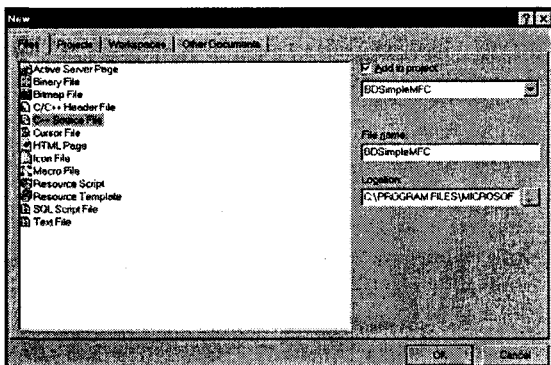 New
Files Projects Workspaces Other Documents
Active Server Page
Binary File
Bitmap File
C/C++ Header File
C++ Source File
Cursor File
HTML Page
Icon File
Macro File
Resource Script
Resource Template
SQL Script File
Text File
Add to project:
BDSimpleMFC
File name:
BDSimpleMFC
Location:
C:\PROGRAM FILES\MICROSOF
...
OK Cancel